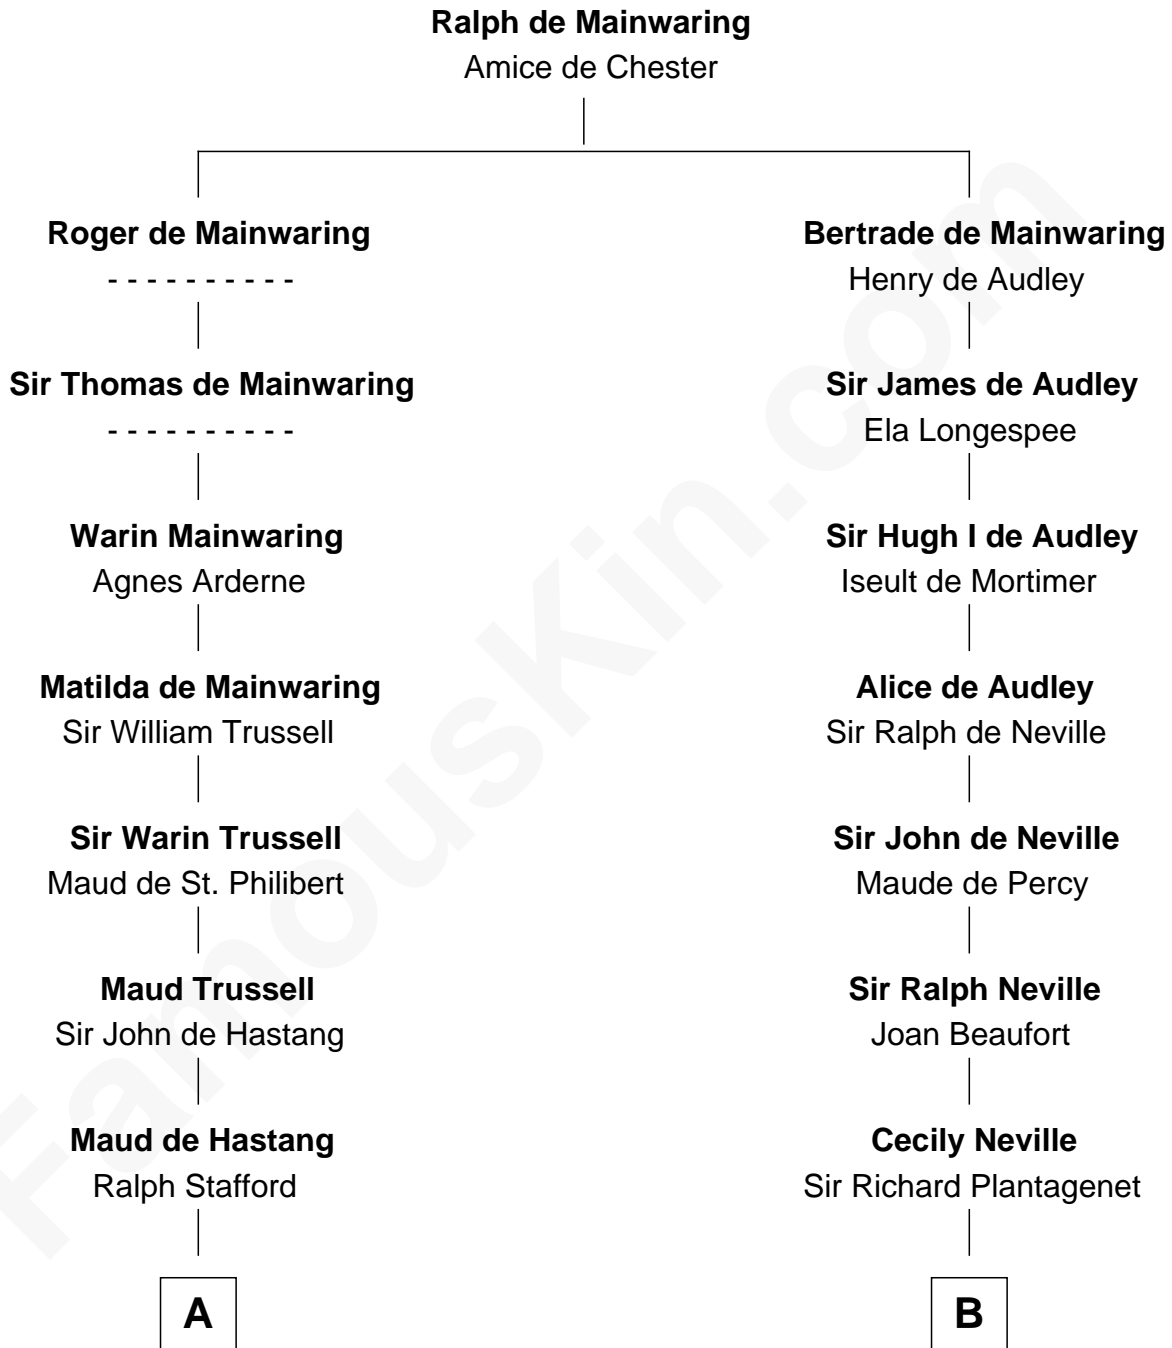 Ralph de Mainwaring
Amice de Chester
Roger de Mainwaring
- - - - - - - - - -
Sir Thomas de Mainwaring
- - - - - - - - - -
Warin Mainwaring
Agnes Arderne
Matilda de Mainwaring
Sir William Trussell
Sir Warin Trussell
Maud de St. Philibert
Maud Trussell
Sir John de Hastang
Maud de Hastang
Ralph Stafford
A
Bertrade de Mainwaring
Henry de Audley
Sir James de Audley
Ela Longespee
Sir Hugh I de Audley
Iseult de Mortimer
Alice de Audley
Sir Ralph de Neville
Sir John de Neville
Maude de Percy
Sir Ralph Neville
Joan Beaufort
Cecily Neville
Sir Richard Plantagenet
B
FamousKin.com